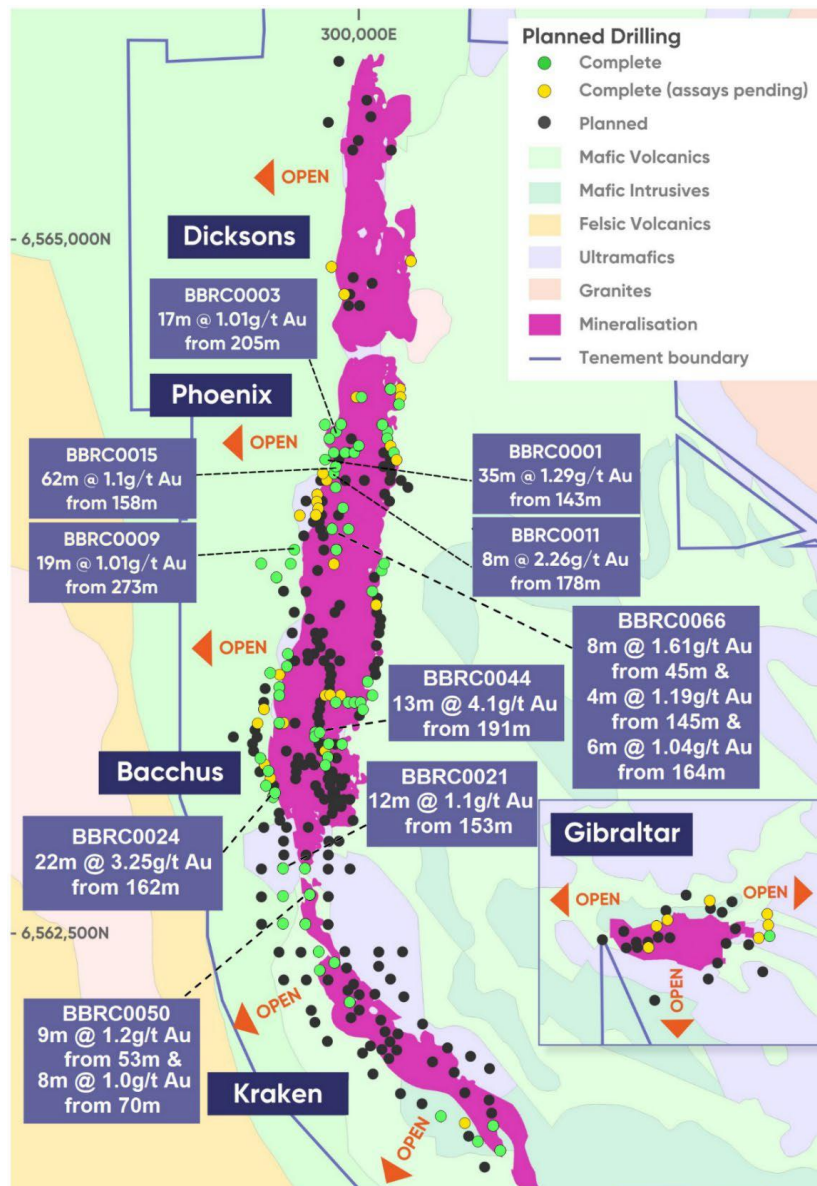 300,000E
Planned Drilling
Complete
Complete (assays pending)
Planned
Mafic Volcanics
Mafic Intrusives
Felsic Volcanics
Ultramafics
Granites
Mineralisation
Tenement boundary
OPEN
- 6,565,000N
Dicksons
BBRC0003
17m @ 1.01g/t Au
from 205m
Phoenix
OPEN
BBRC0015
62m @ 1.1g/t Au
from 158m
BBRC0001
35m @ 1.29g/t Au
from 143m
BBRC0009
19m @ 1.01g/t Au
from 273m
BBRC0011
8m @ 2.26g/t Au
from 178m
OPEN
BBRC0066
8m @ 1.61g/t Au
from 45m &
4m @ 1.19g/t Au
from 145m &
6m @ 1.04g/t Au
from 164m
BBRC0044
13m @ 4.1g/t Au
from 191m
Bacchus
BBRC0021
12m @ 1.1g/t Au
from 153m
BBRC0024
22m @ 3.25g/t Au
from 162m
Gibraltar
OPEN
OPEN
OPEN
- 6,562,500N
BBRC0050
9m @ 1.2g/t Au
from 53m &
8m @ 1.0g/t Au
from 70m
OPEN
Kraken
OPEN